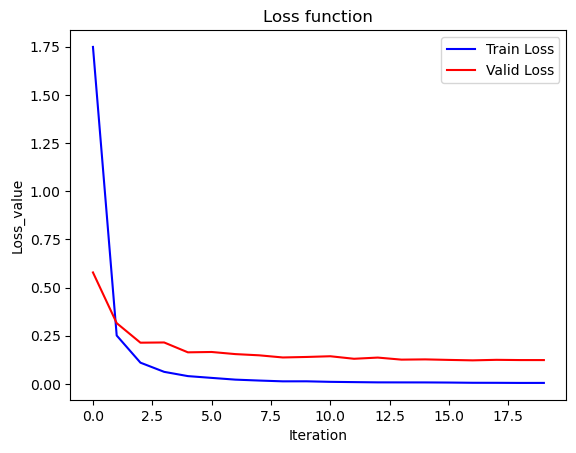 Loss function
Train Loss
Valid Loss
Loss_value
1.75
1.50
1.25
1.00
0.75
0.50
0.25
0.00
0.0 2.5 5.0 7.5 10.0 12.5 15.0 17.5
Iteration